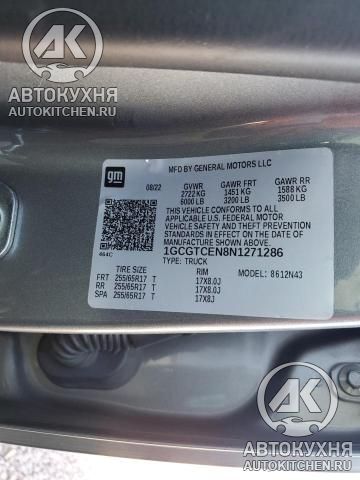 АК
АВТОКУХНЯ
AUTOKITCHEN.RU
MFD BY GENERAL MOTORS LLC
gm
08/22 GVWR GAWR FRT GAWR RR
2722 KG 1451 KG 1588 KG
6000 LB 3200 LB 3500 LB
THIS VEHICLE CONFORMS TO ALL
APPLICABLE U.S. FEDERAL MOTOR
VEHICLE SAFETY AND THEFT PREVENTION
STANDARDS IN EFFECT ON THE DATE OF
MANUFACTURE SHOWN ABOVE.
1GCGTCEN8N1271286
464C TYPE: TRUCK
TIRE SIZE RIM MODEL: 8612N43
FRT 255/65R17 T 17X8.0J
RR 255/65R17 T 17X8.0J
SPA 255/65R17 T 17X8J
АК
АВТОКУХНЯ
AUTOKITCHEN.RU